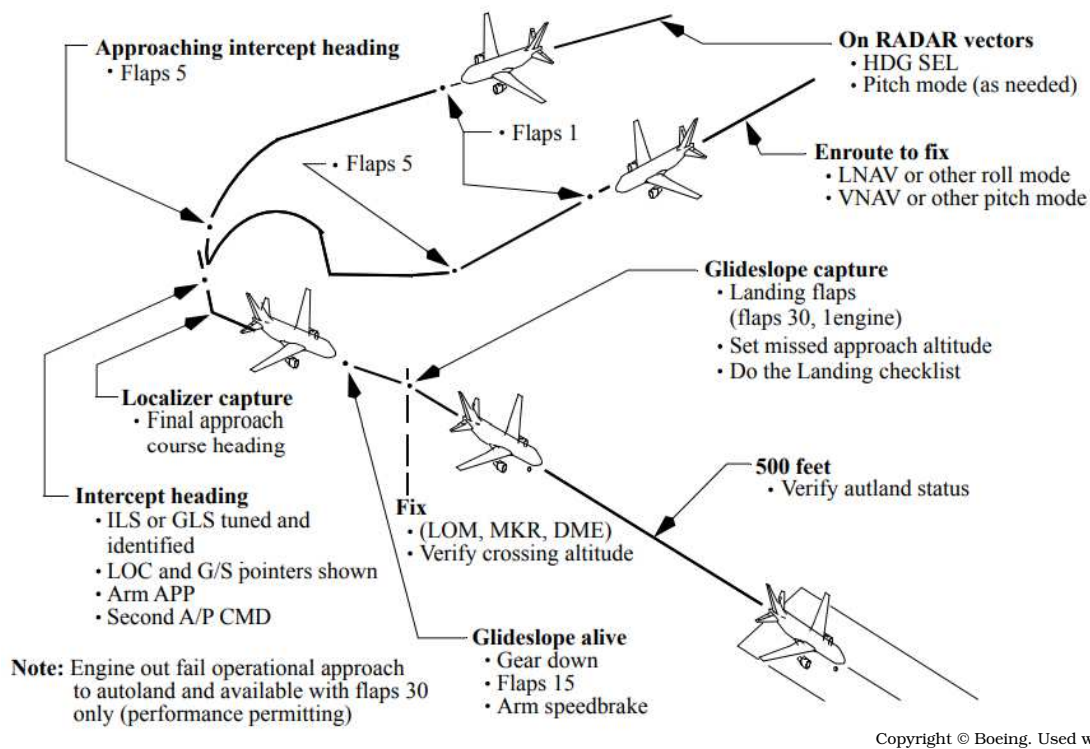 Approaching intercept heading
• Flaps 5
On RADAR vectors
• HDG SEL
• Pitch mode (as needed)
• Flaps 1
• Flaps 5
Enroute to fix
• LNAV or other roll mode
• VNAV or other pitch mode
Glideslope capture
• Landing flaps
(flaps 30, 1engine)
• Set missed approach altitude
• Do the Landing checklist
Localizer capture
• Final approach
course heading
500 feet
• Verify autland status
Intercept heading
• ILS or GLS tuned and
identified
• LOC and G/S pointers shown
• Arm APP
• Second A/P CMD
Fix
• (LOM, MKR, DME)
• Verify crossing altitude
Glideslope alive
• Gear down
• Flaps 15
• Arm speedbrake
Note: Engine out fail operational approach
to autoland and available with flaps 30
only (performance permitting)
Copyright © Boeing. Used w